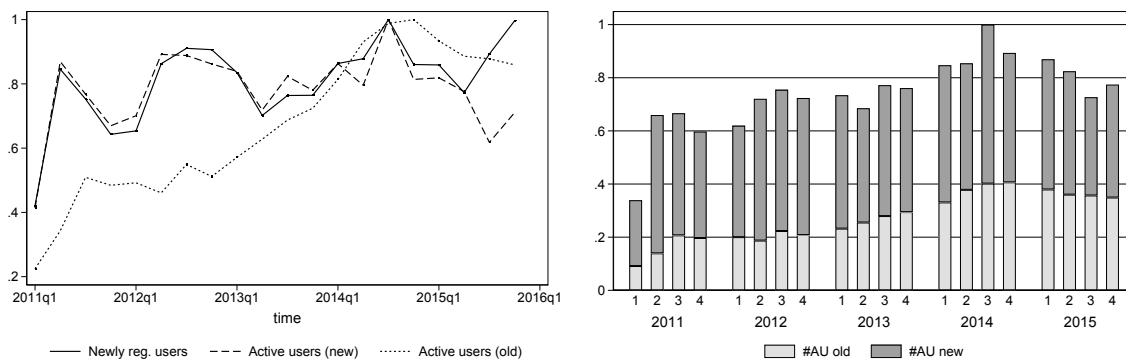 1
.8
.6
.4
.2
2011q1 2012q1 2013q1 2014q1 2015q1 2016q1
time
Newly reg. users Active users (new) Active users (old)
1
.8
.6
.4
.2
0
1 2 3 4 1 2 3 4 1 2 3 4 1 2 3 4 1 2 3 4
2011 2012 2013 2014 2015
#AU old #AU new